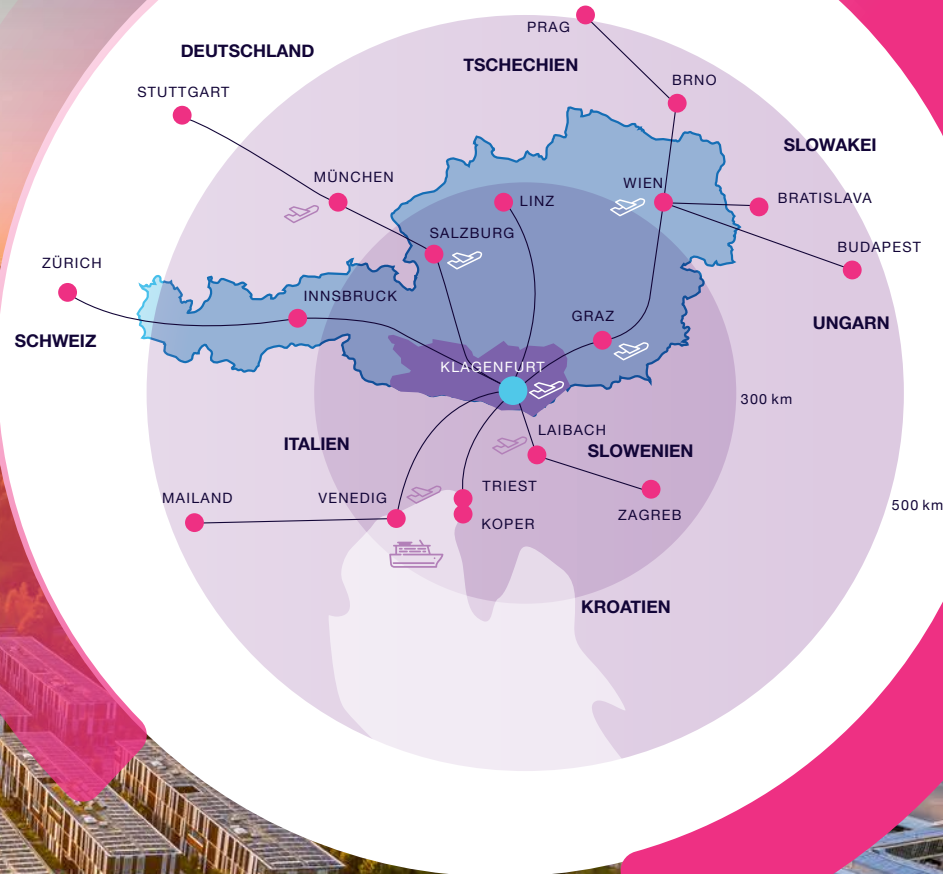 PRAG
DEUTSCHLAND
TSCHECHIEN
BRNO
STUTTGART
SLOWAKEI
MÜNCHEN
WIEN
BRATISLAVA
LINZ
SALZBURG
BUDAPEST
ZÜRICH
INNSBRUCK
GRAZ
UNGARN
SCHWEIZ
KLAGENFURT
300 km
LAIBACH
ITALIEN
SLOWENIEN
TRIEST
MAILAND
VENEDIG
500 km
ZAGREB
KOPER
KROATIEN